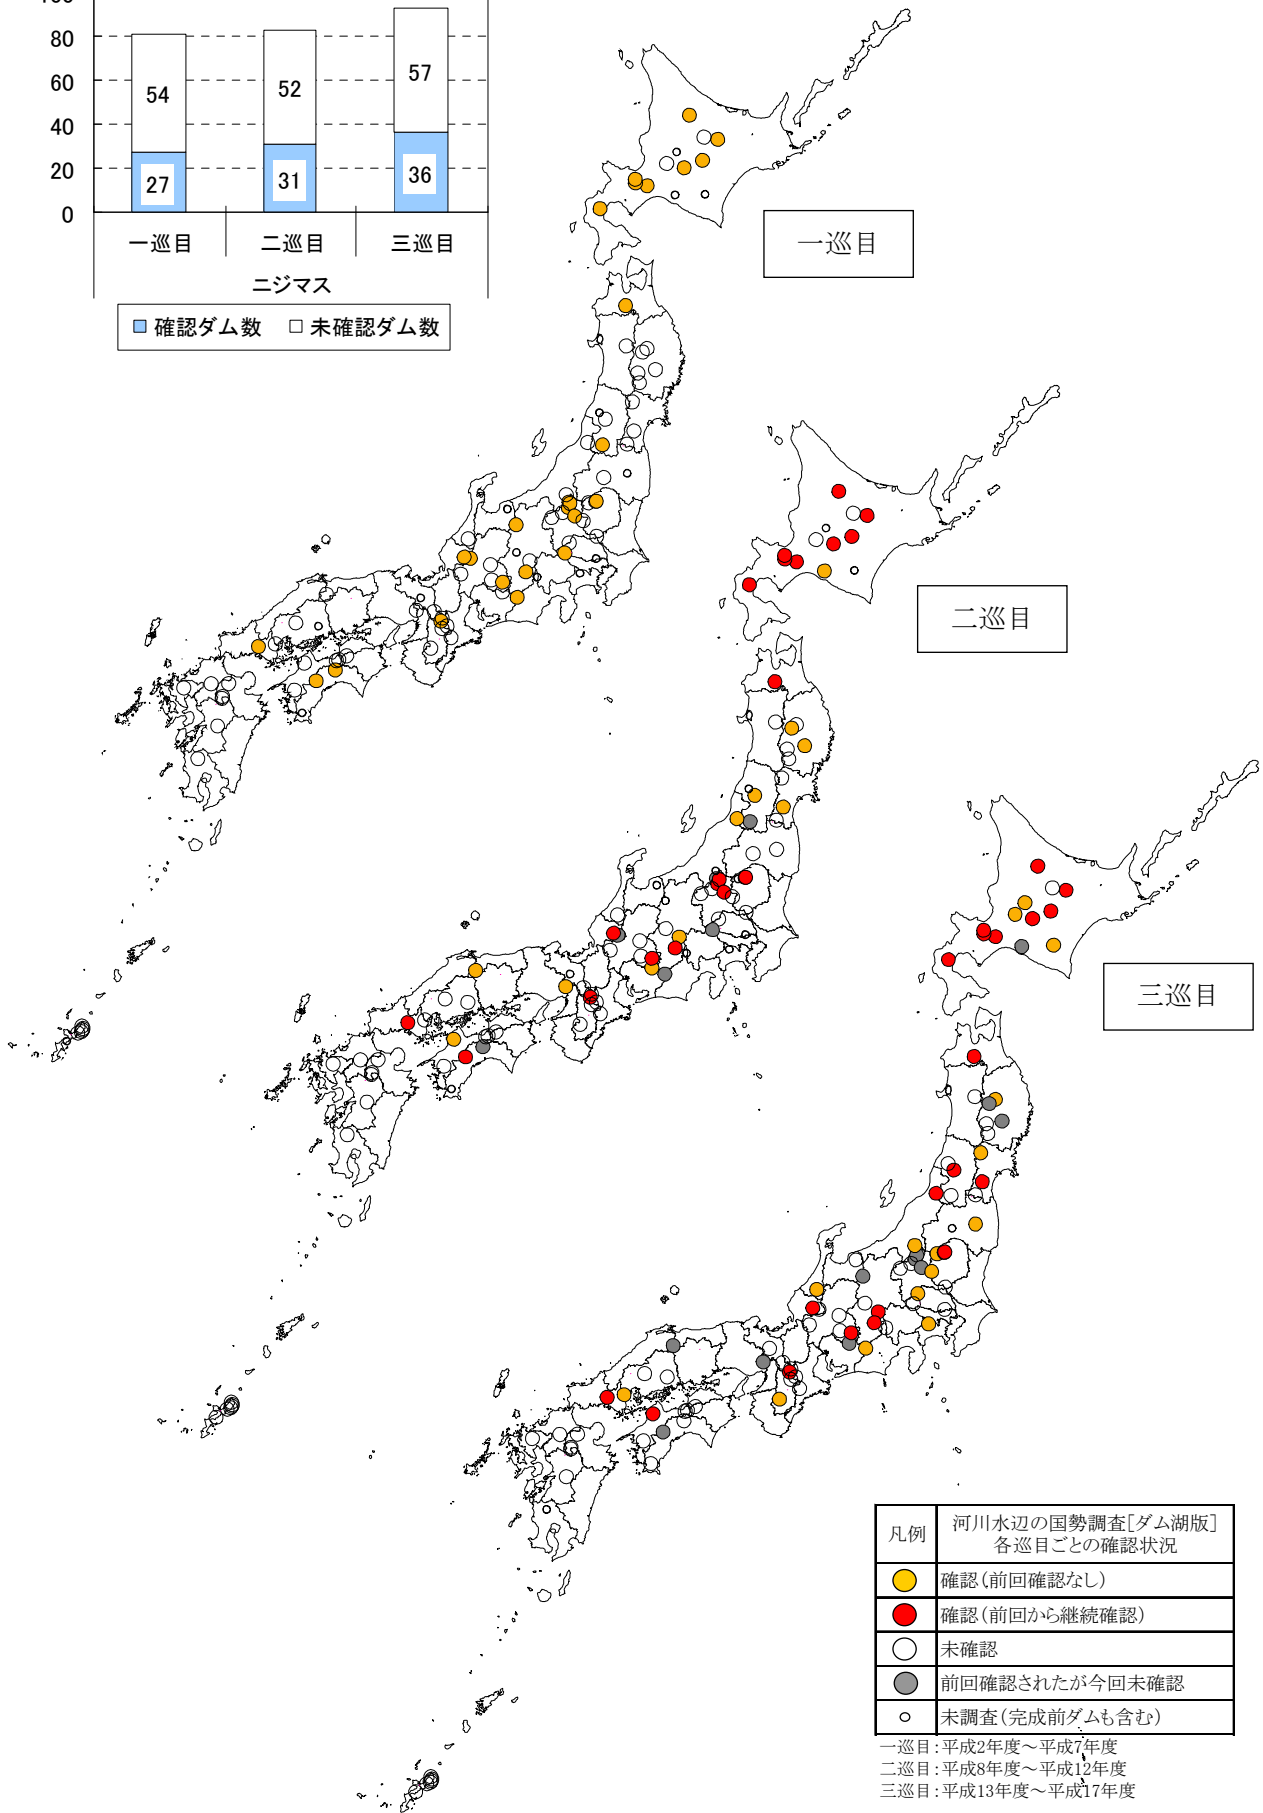 80
60
40
20
0
54
52
57
27
31
36
一巡目
二巡目
三巡目
ニジマス
確認ダム数
未確認ダム数
一巡目
二巡目
三巡目
凡例
河川水辺の国勢調査[ダム湖版]
各巡目ごとの確認状況
確認(前回確認なし)
確認(前回から継続確認)
未確認
前回確認されたが今回未確認
未調査(完成前ダムも含む)
一巡目:平成2年度~平成7年度
二巡目:平成8年度~平成12年度
三巡目:平成13年度~平成17年度